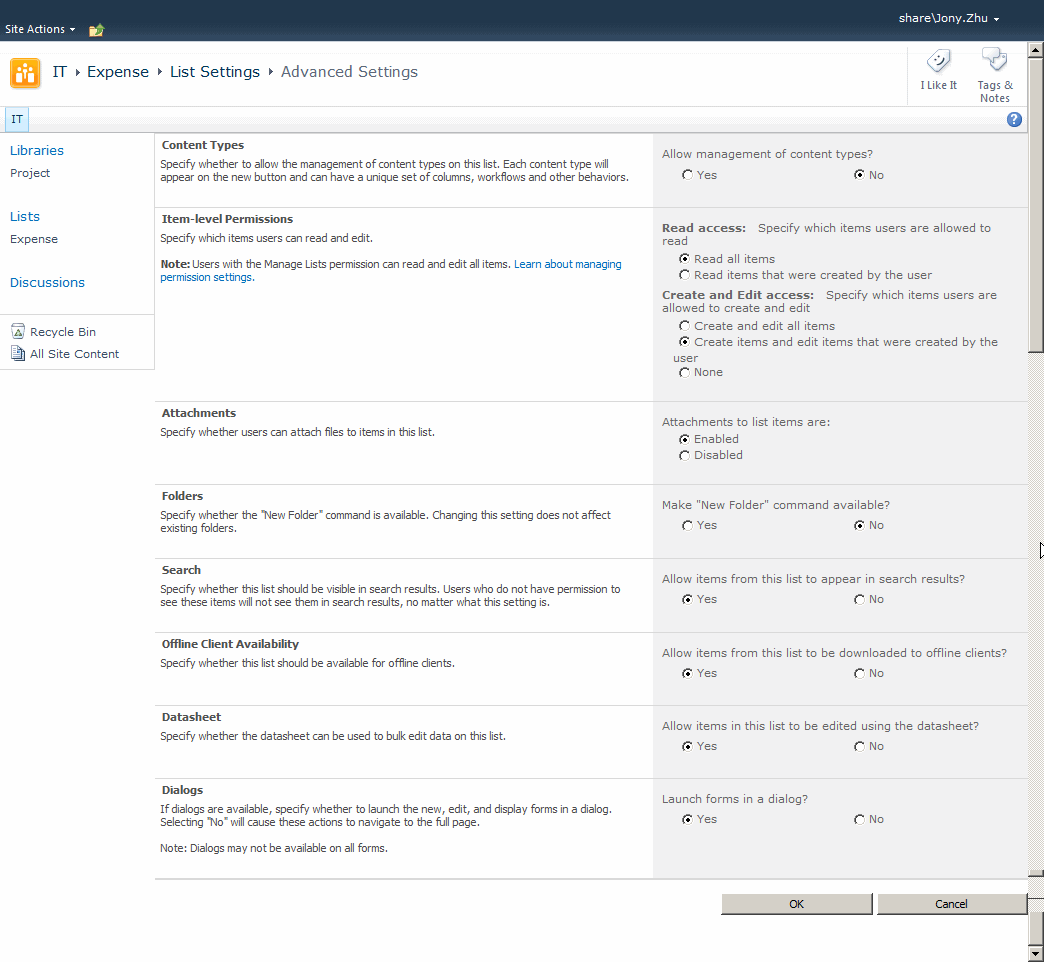 share\Jony.Zhu
Site Actions
IT Expense List Settings Advanced Settings
I Like It
Tags &
Notes
IT
Libraries
Project
Lists
Expense
Discussions
Recycle Bin
All Site Content
Content Types
Specify whether to allow the management of content types on this list. Each content type will
appear on the new button and can have a unique set of columns, workflows and other behaviors.
Allow management of content types?
Yes No
Item-level Permissions
Specify which items users can read and edit.
Note: Users with the Manage Lists permission can read and edit all items. Learn about managing
permission settings.
Read access: Specify which items users are allowed to
read
Read all items
Read items that were created by the user
Create and Edit access: Specify which items users are
allowed to create and edit
Create and edit all items
Create items and edit items that were created by the
user
None
Attachments
Specify whether users can attach files to items in this list.
Attachments to list items are:
Enabled
Disabled
Folders
Specify whether the "New Folder" command is available. Changing this setting does not affect
existing folders.
Make "New Folder" command available?
Yes No
Search
Specify whether this list should be visible in search results. Users who do not have permission to
see these items will not see them in search results, no matter what this setting is.
Allow items from this list to appear in search results?
Yes No
Offline Client Availability
Specify whether this list should be available for offline clients.
Allow items from this list to be downloaded to offline clients?
Yes No
Datasheet
Specify whether the datasheet can be used to bulk edit data on this list.
Allow items in this list to be edited using the datasheet?
Yes No
Dialogs
If dialogs are available, specify whether to launch the new, edit, and display forms in a dialog.
Selecting "No" will cause these actions to navigate to the full page.
Note: Dialogs may not be available on all forms.
Launch forms in a dialog?
Yes No
OK Cancel